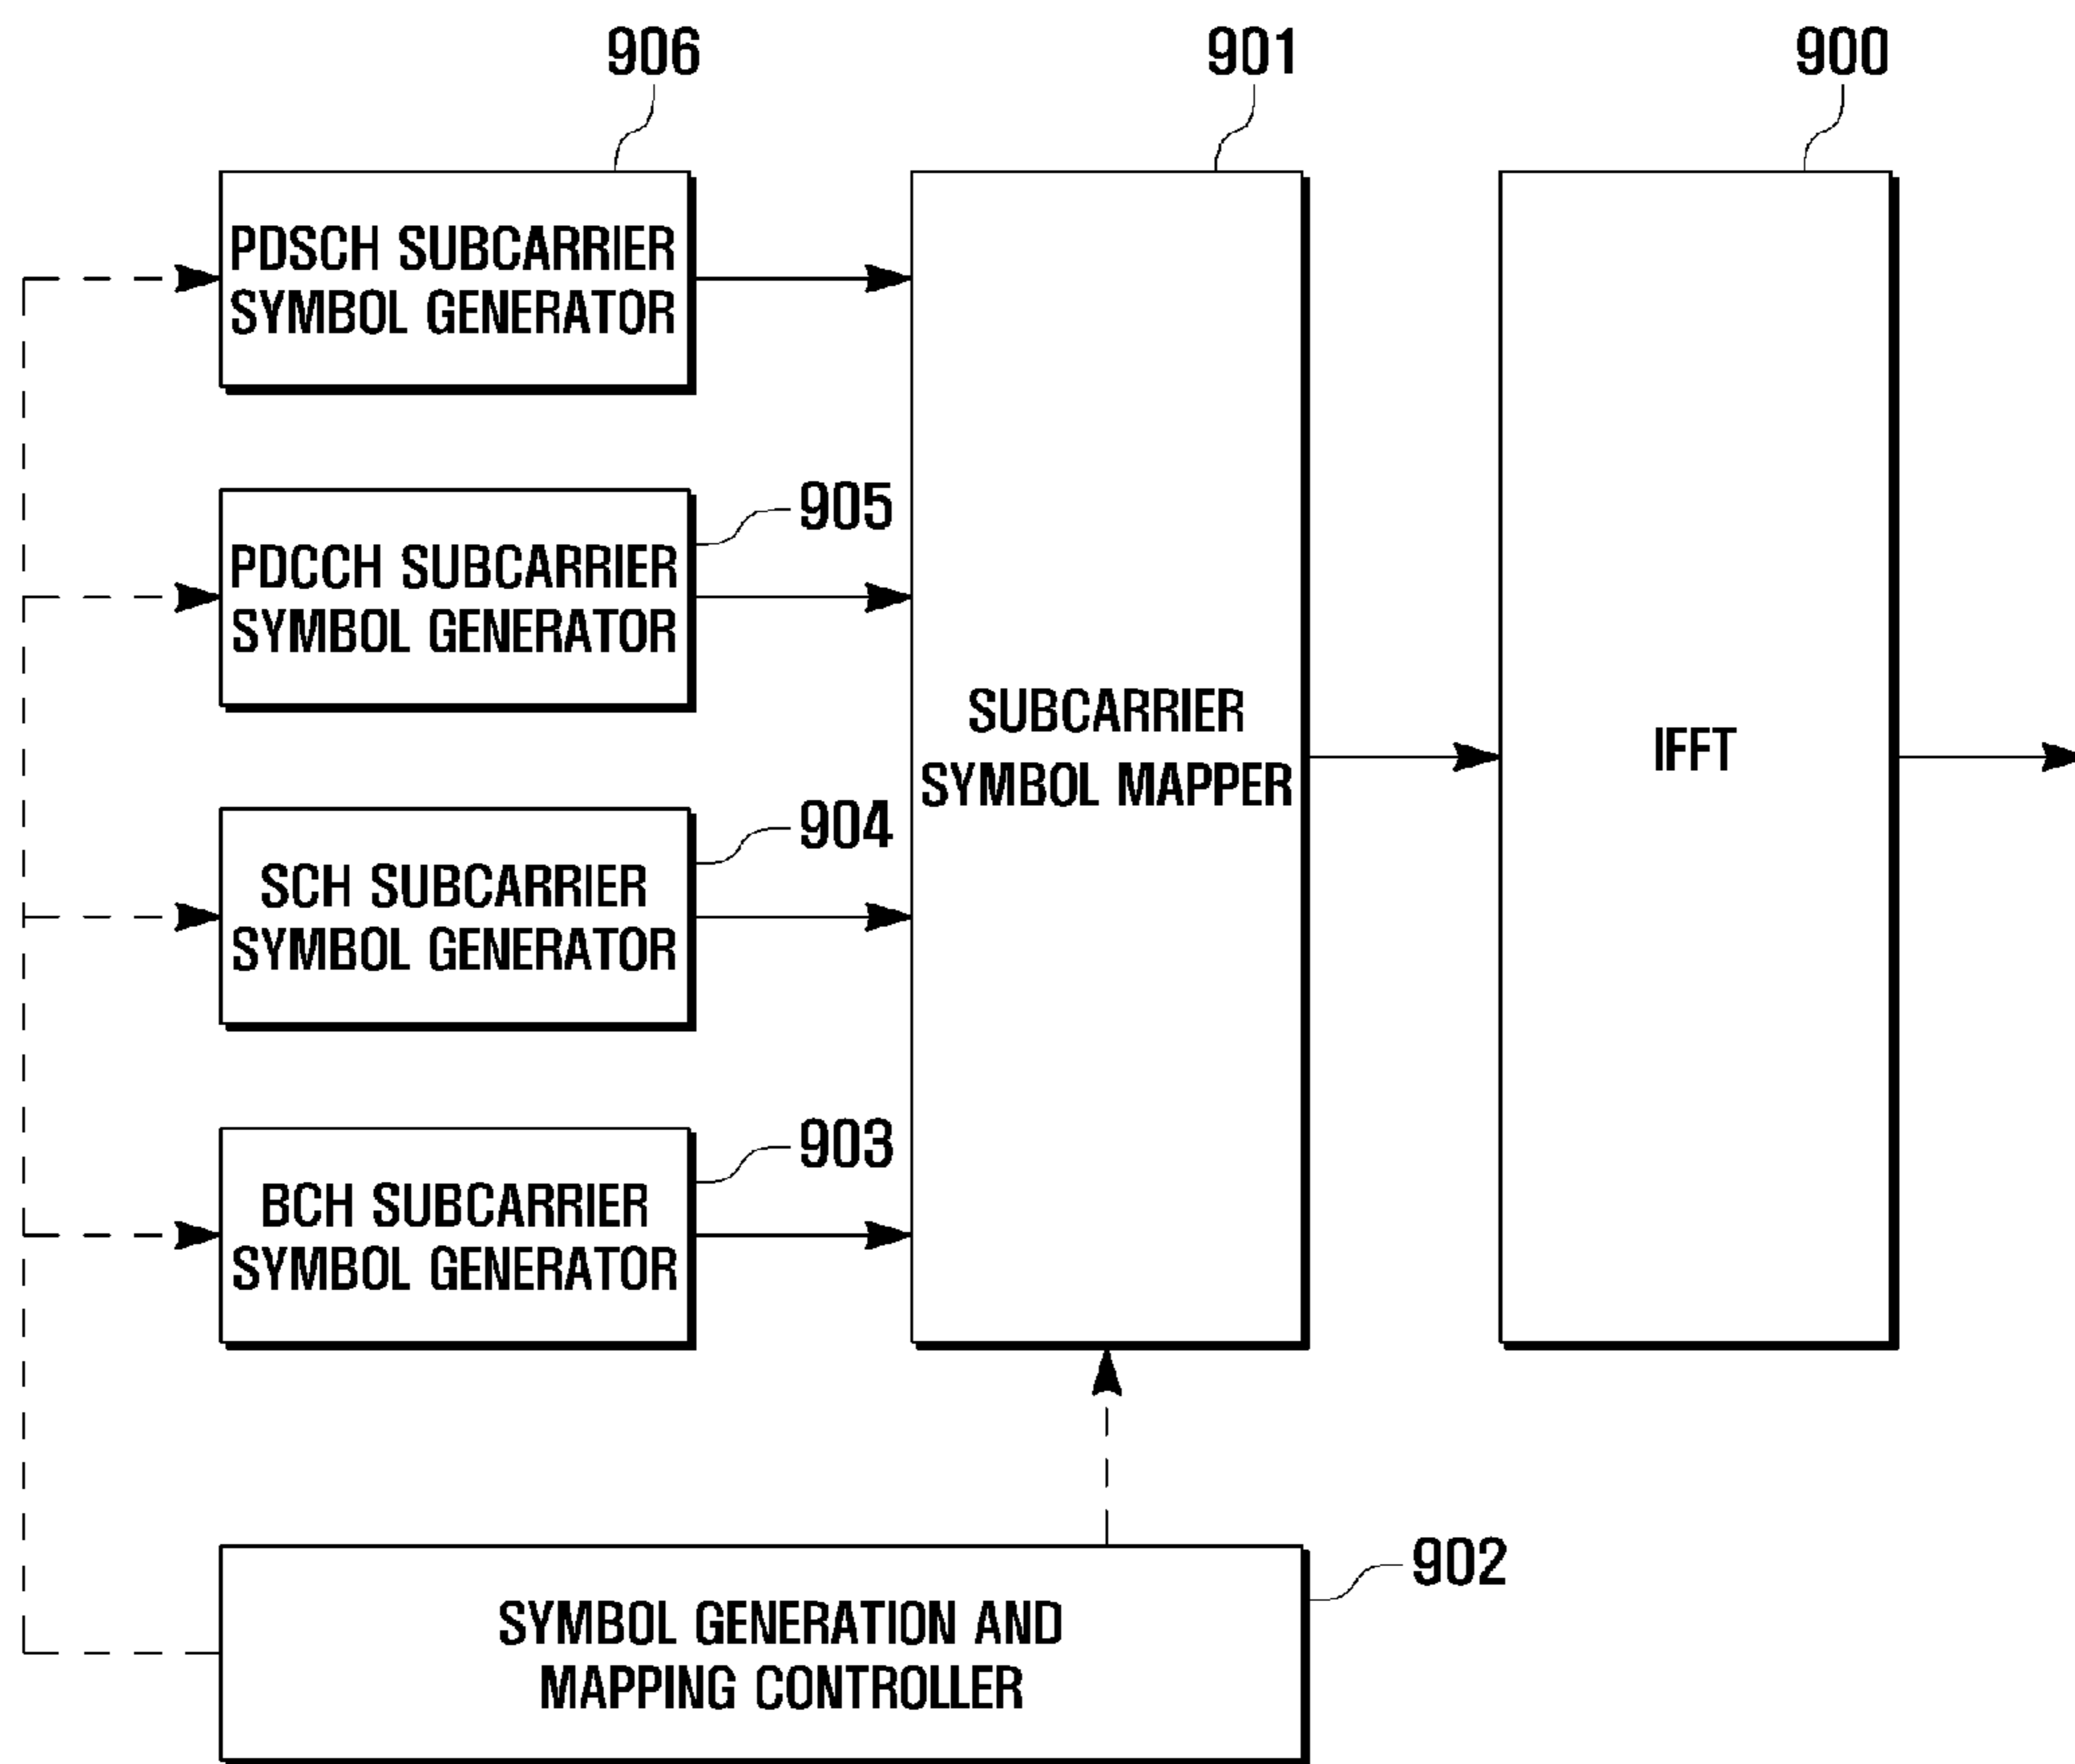 906
901
900
PDSCH SUBCARRIER
SYMBOL GENERATOR
905
PDCCH SUBCARRIER
SYMBOL GENERATOR
SUBCARRIER
SYMBOL MAPPER
IFFT
904
SCH SUBCARRIER
SYMBOL GENERATOR
903
BCH SUBCARRIER
SYMBOL GENERATOR
902
SYMBOL GENERATION AND
MAPPING CONTROLLER